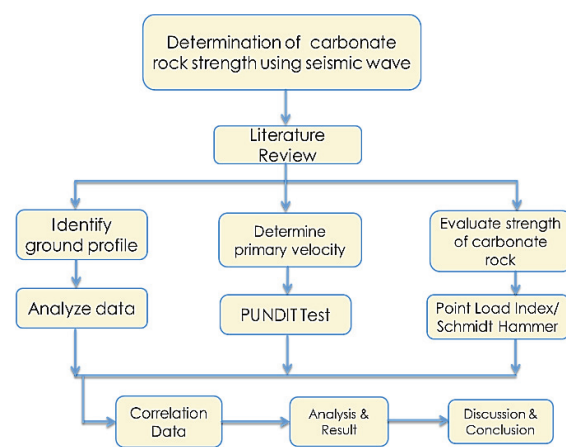 Determination of carbonate
rock strength using seismic wave
Literature
Review
Identify
ground profile
Determine
primary velocity
Evaluate strength
of carbonate
rock
Analyze data
PUNDIT Test
Point Load Index/
Schmidt Hammer
Correlation
Data
Analysis &
Result
Discussion &
Conclusion